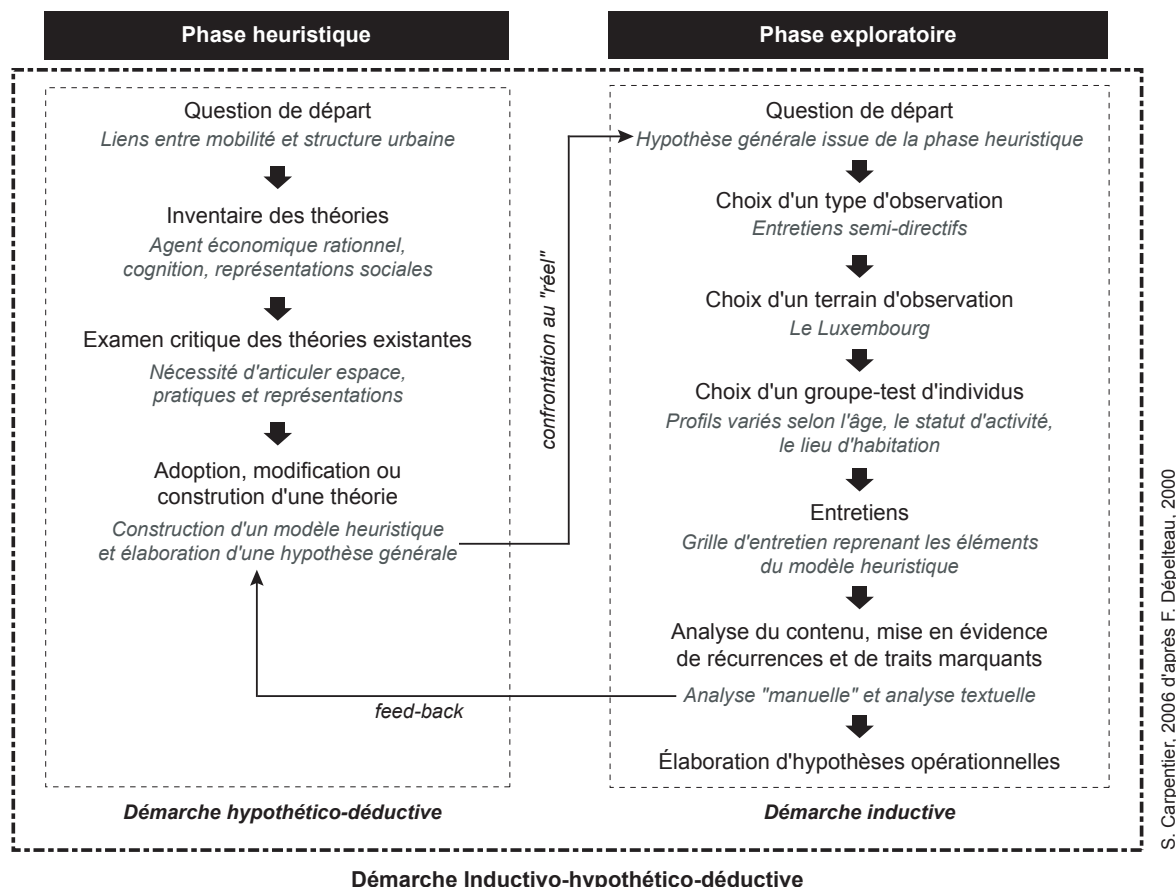 Phase heuristique
Question de départ
Liens entre mobilité et structure urbaine
Inventaire des théories
Agent économique rationnel,
cognition, représentations sociales
Examen critique des théories existantes
Nécessité d'articuler espace,
pratiques et représentations
Adoption, modification ou
constrution d'une théorie
Construction d'un modèle heuristique
et élaboration d'une hypothèse générale
Démarche hypothético-déductive
confrontation au "réel"
feed-back
Phase exploratoire
Question de départ
Hypothèse générale issue de la phase heuristique
Choix d'un type d'observation
Entretiens semi-directifs
Choix d'un terrain d'observation
Le Luxembourg
Choix d'un groupe-test d'individus
Profils variés selon l'âge, le statut d'activité,
le lieu d'habitation
Entretiens
Grille d'entretien reprenant les éléments
du modèle heuristique
Analyse du contenu, mise en évidence
de récurrences et de traits marquants
Analyse "manuelle" et analyse textuelle
Élaboration d'hypothèses opérationnelles
Démarche inductive
Démarche Inductivo-hypothético-déductive
S. Carpentier, 2006 d'après F. Dépelteau, 2000